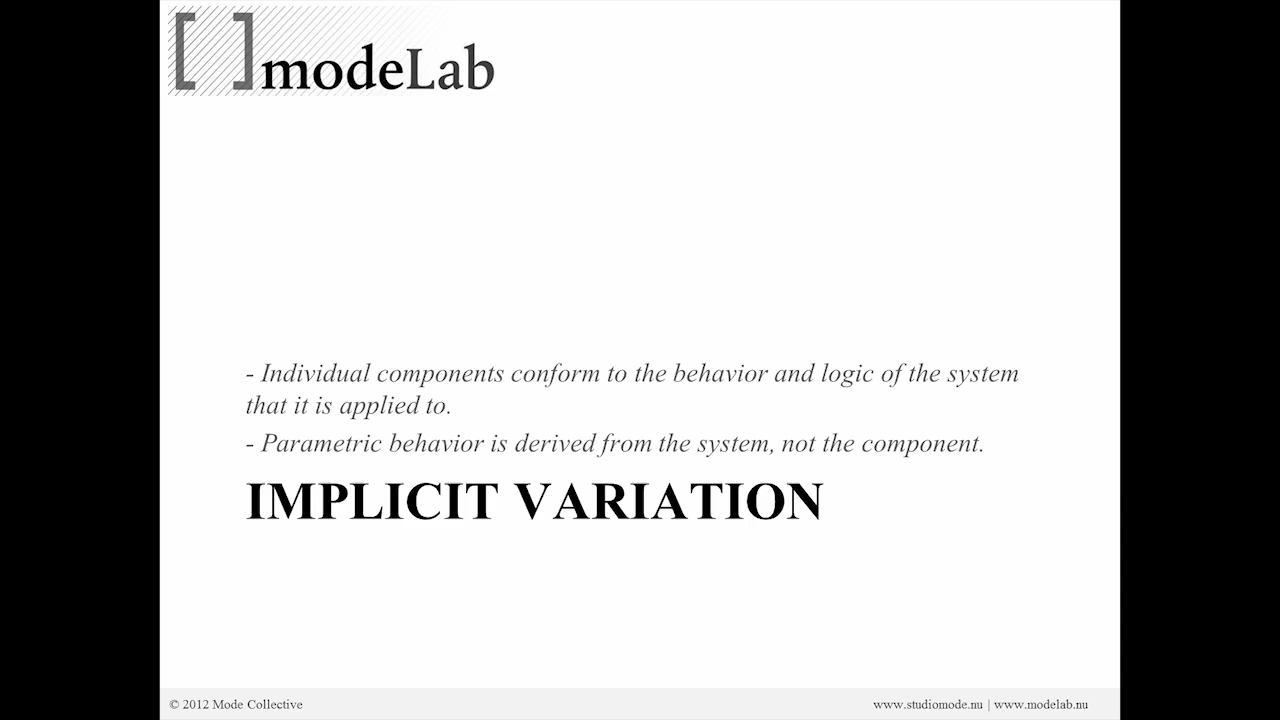 [ ]modeLab
- Individual components conform to the behavior and logic of the system
that it is applied to.
- Parametric behavior is derived from the system, not the component.
IMPLICIT VARIATION
© 2012 Mode Collective
www.studiomode.nu | www.modelab.nu